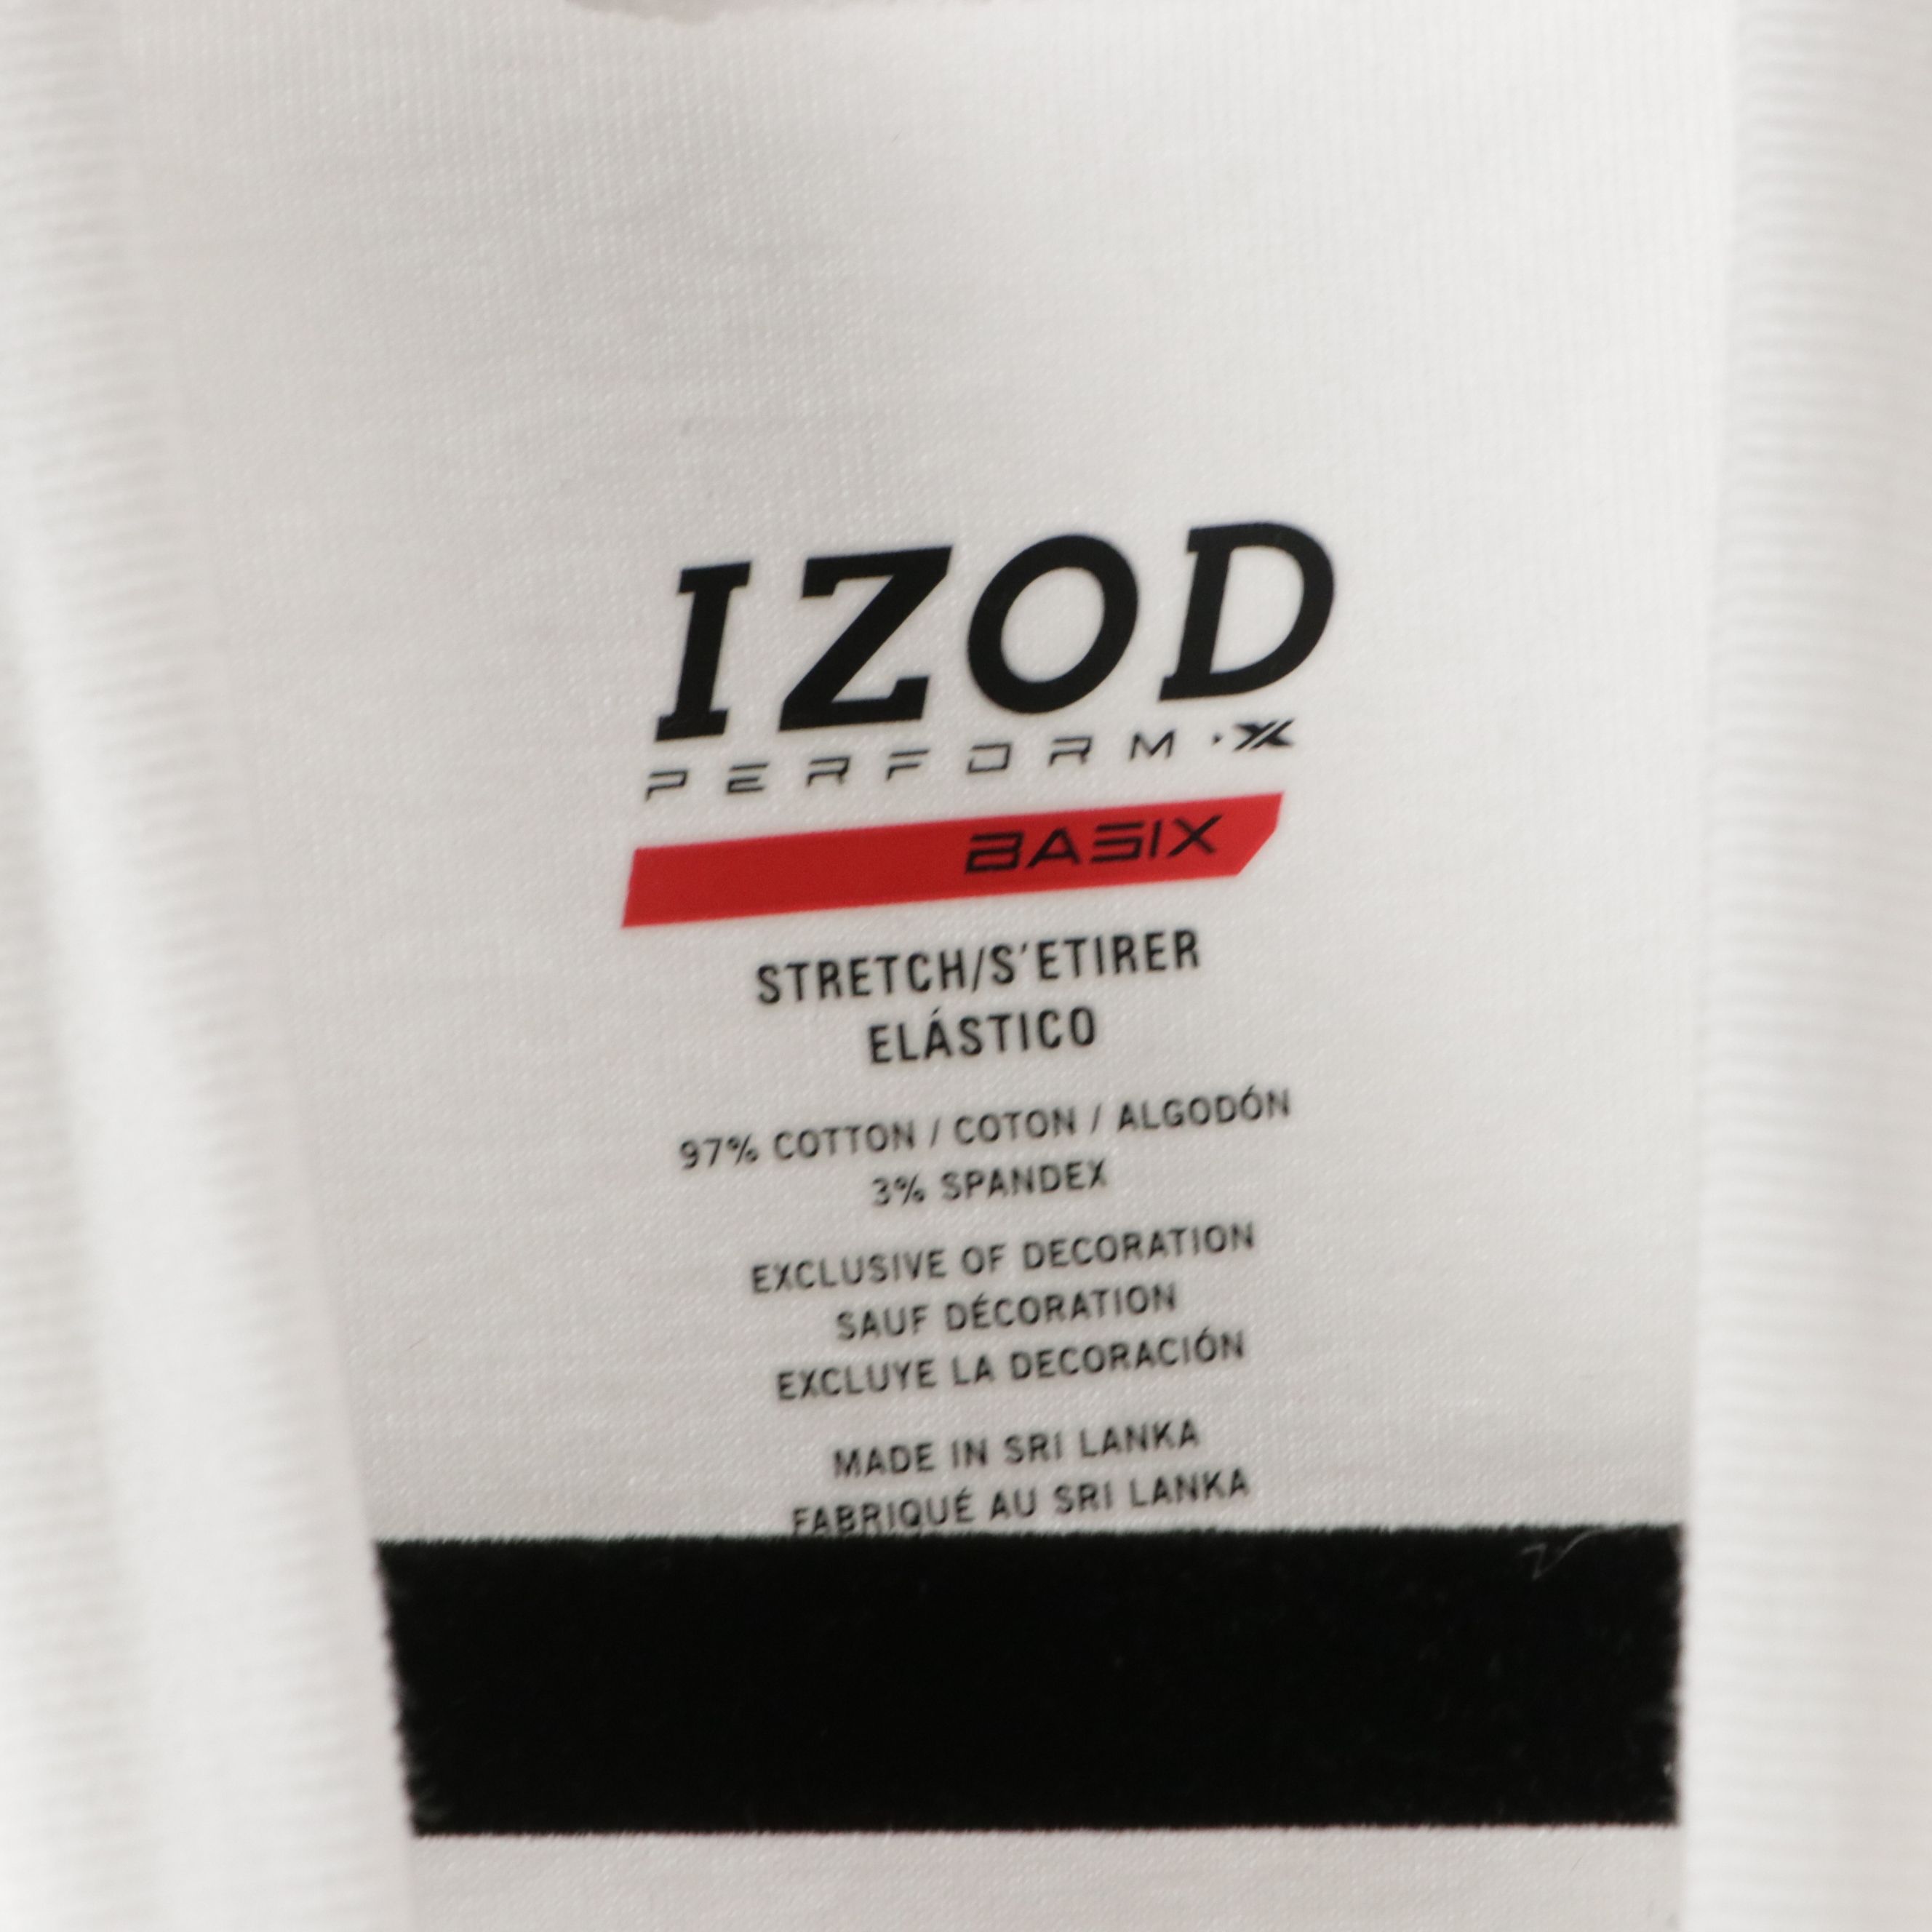 IZOD
PERFORM·X
BASIX
STRETCH/S'ETIRER
ELÁSTICO
97% COTTON / COTON / ALGODÓN
3% SPANDEX
EXCLUSIVE OF DECORATION
SAUF DÉCORATION
EXCLUYE LA DECORACIÓN
MADE IN SRI LANKA
FABRIQUÉ AU SRI LANKA